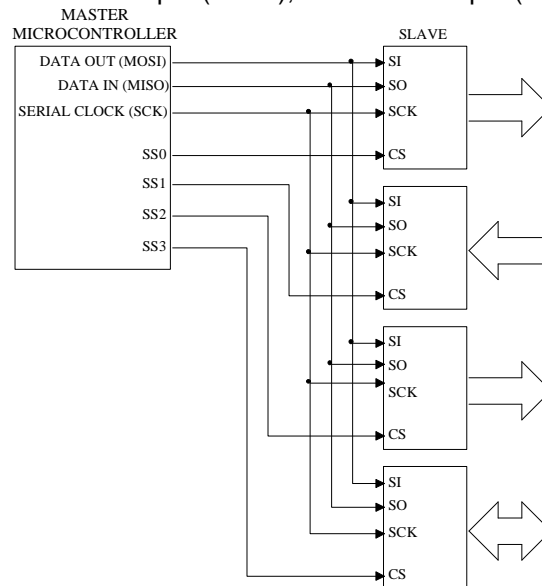 MASTER
MICROCONTROLLER
DATA OUT (MOSI)
DATA IN (MISO)
SERIAL CLOCK (SCK)
SS0
SS1
SS2
SS3
SLAVE
SI
SO
SCK
CS
SI
SO
SCK
CS
SI
SO
SCK
CS
SI
SO
SCK
CS